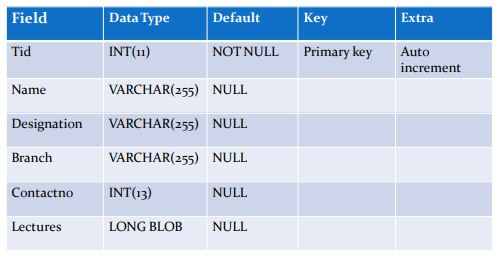 Field Data Type Default Key Extra
Tid INT(11) NOT NULL Primary key Auto
increment
Name VARCHAR(255) NULL
Designation VARCHAR(255) NULL
Branch VARCHAR(255) NULL
Contactno INT(13) NULL
Lectures LONG BLOB NULL